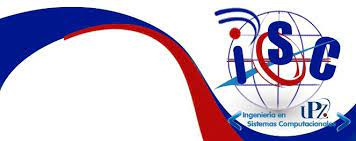 iSC
Ingeniería en
Sistemas Computacionales
UPZ